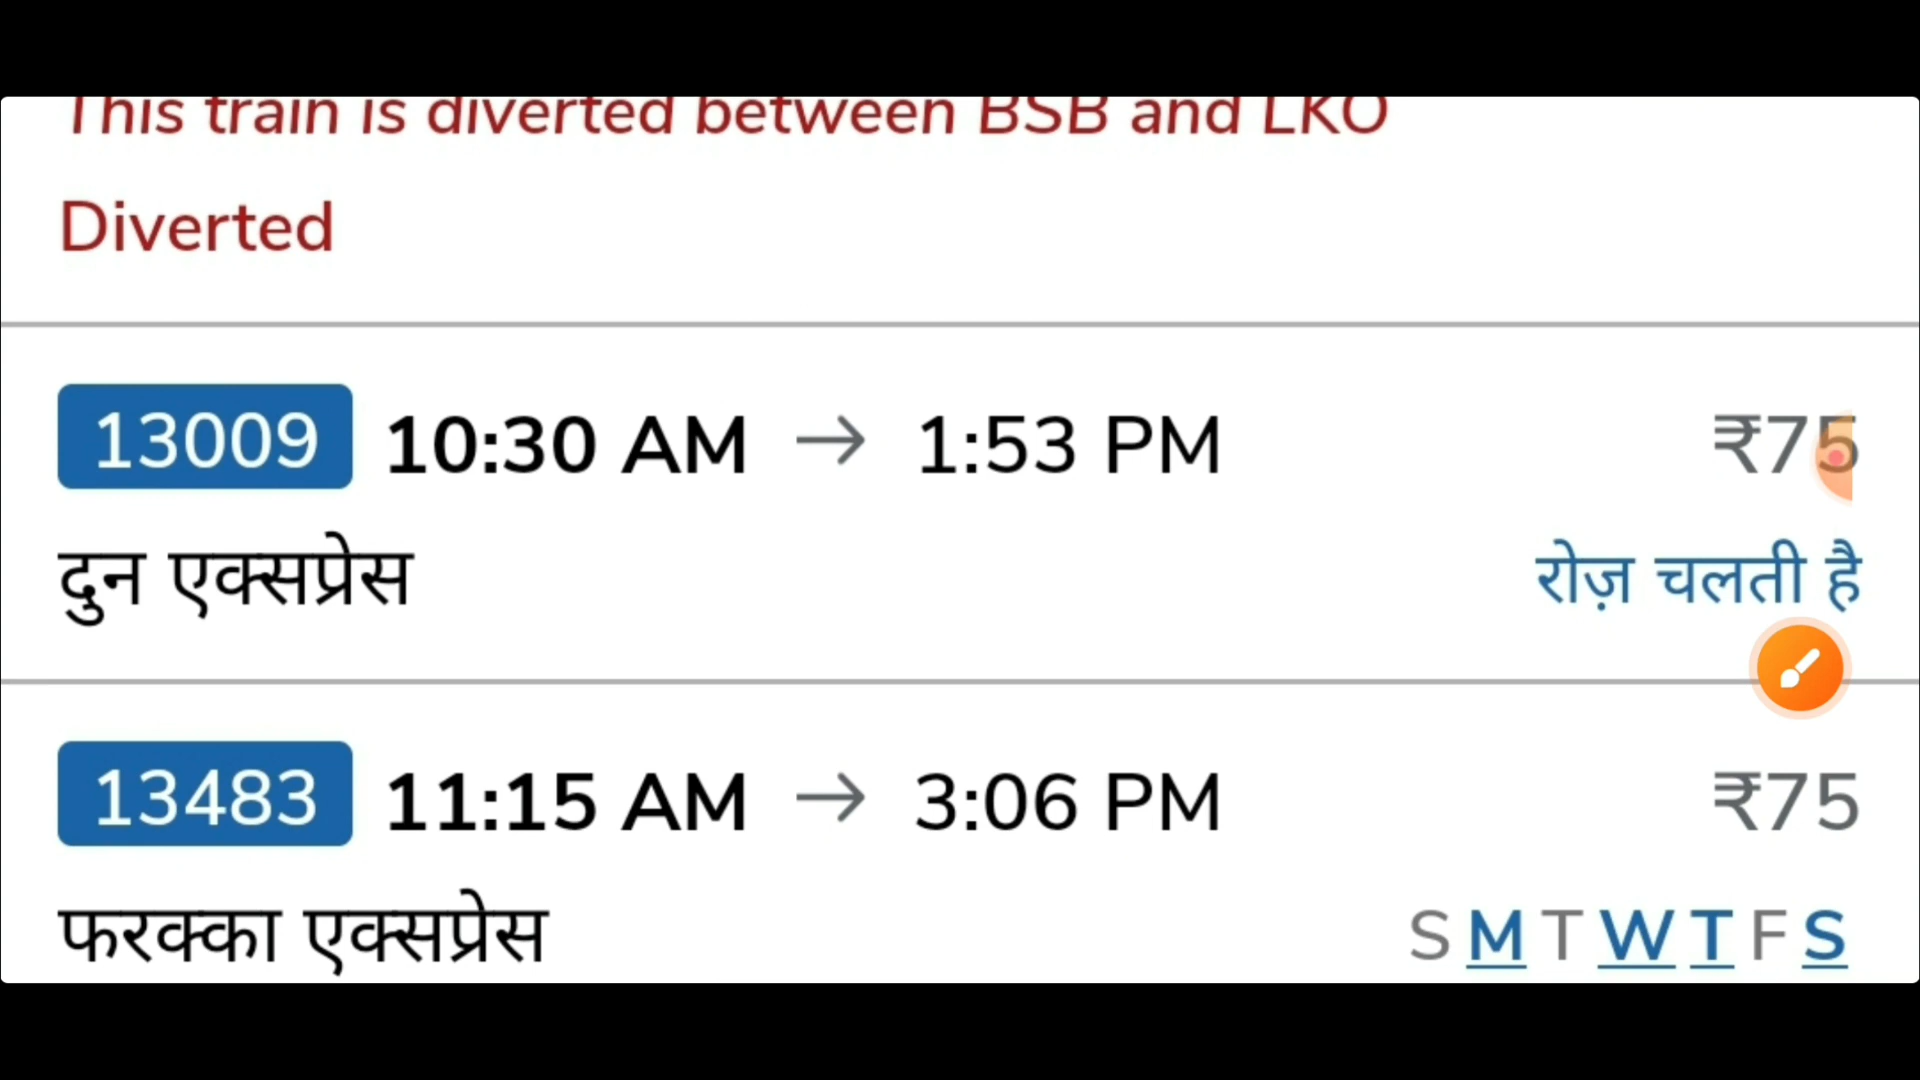 This train is diverted between BSB and LKO
Diverted
13009 10:30 AM → 1:53 PM ₹75
दुन एक्सप्रेस रोज़ चलती है
13483 11:15 AM → 3:06 PM ₹75
फरक्का एक्सप्रेस S M T W T F S